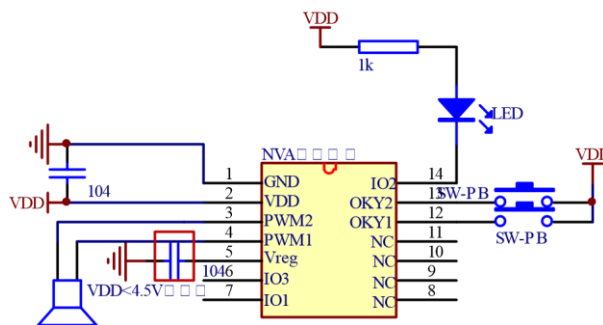 VDD
1k
LED
VDD
NVA□□□□
104
VDD
1 GND IO2 14
2 VDD OKY2 13 SW-PB
3 PWM2 OKY1 12
SW-PB
4 PWM1 NC 11
5 Vreg NC 10
104 6 IO3 NC 9
VDD<4.5V□□□
7 IO1 NC 8